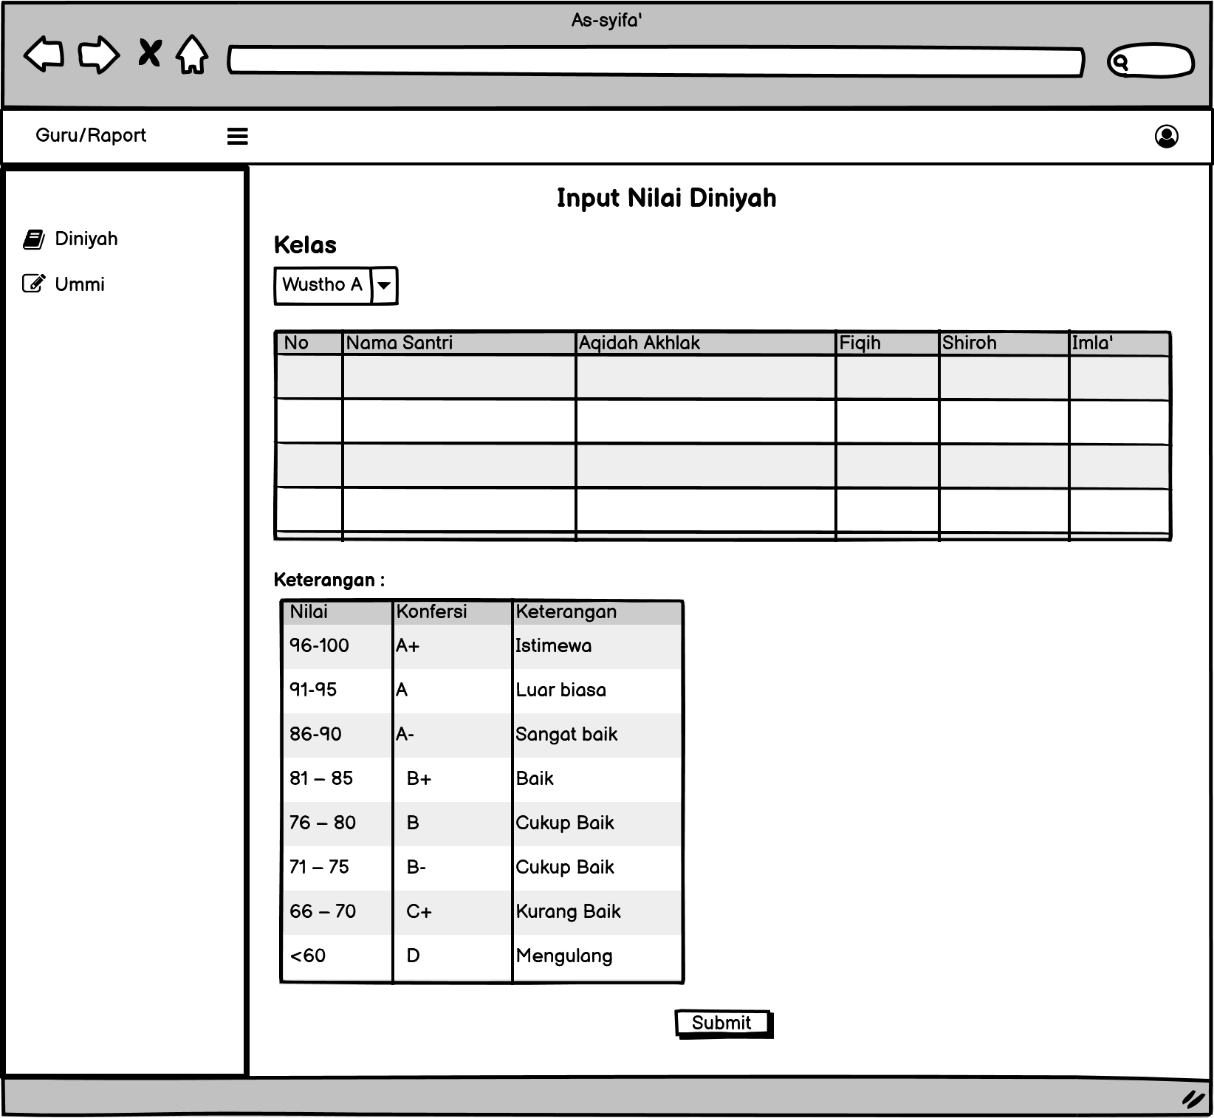 As-syifa'
Guru/Raport
Diniyah
Ummi
Input Nilai Diniyah
Kelas
Wustho A
No Nama Santri Aqidah Akhlak Fiqih Shiroh Imla'
Keterangan :
Nilai Konfersi Keterangan
96-100 A+ Istimewa
91-95 A Luar biasa
86-90 A- Sangat baik
81 – 85 B+ Baik
76 – 80 B Cukup Baik
71 – 75 B- Cukup Baik
66 – 70 C+ Kurang Baik
<60 D Mengulang
Submit